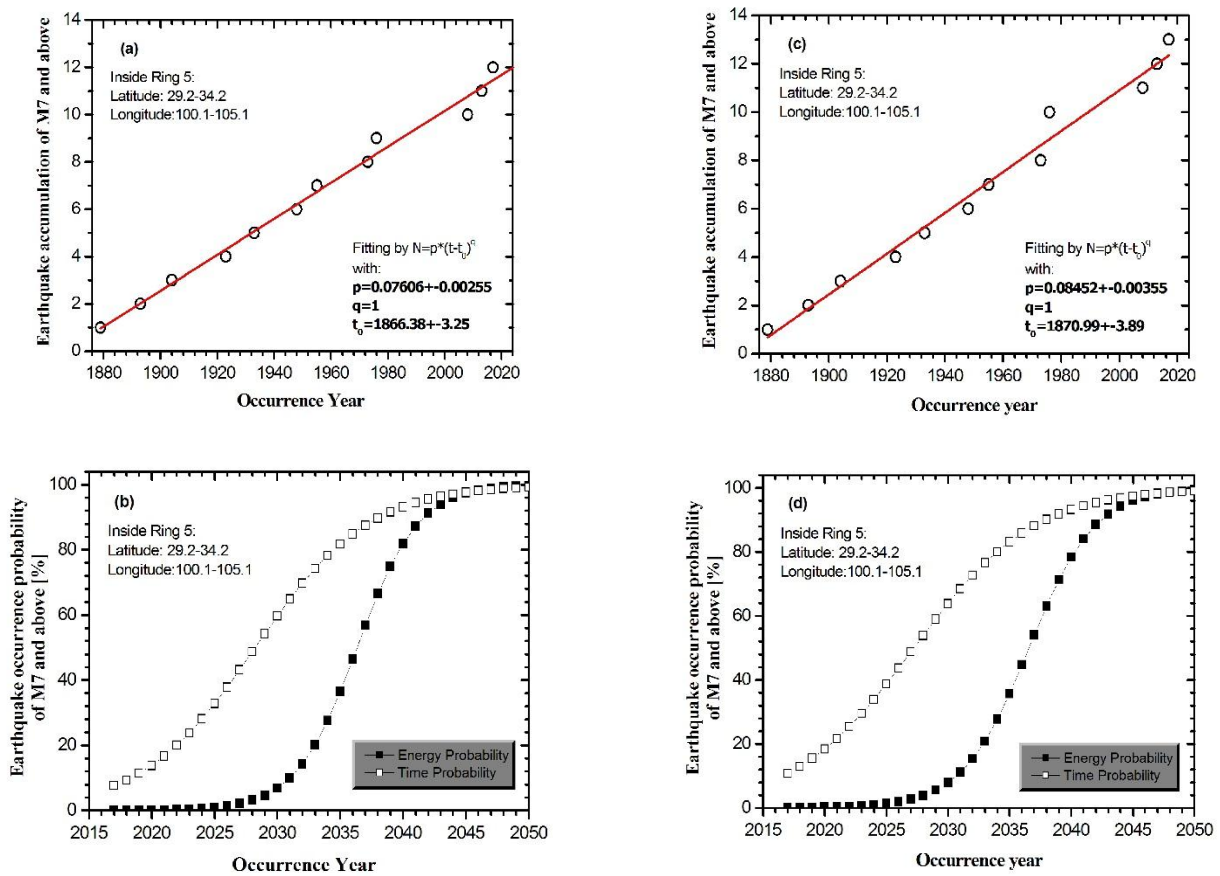 Earthquake accumulation of M7 and above
14
12
10
8
6
4
2
0
(a)
Inside Ring 5:
Latitude: 29.2-34.2
Longitude:100.1-105.1
Fitting by N=p*(t-t₀)^q
with:
p=0.07606+-0.00255
q=1
t₀=1866.38+-3.25
1880 1900 1920 1940 1960 1980 2000 2020
Occurrence Year
Earthquake accumulation of M7 and above
14
12
10
8
6
4
2
0
(c)
Inside Ring 5:
Latitude: 29.2-34.2
Longitude:100.1-105.1
Fitting by N=p*(t-t₀)^q
with:
p=0.08452+-0.00355
q=1
t₀=1870.99+-3.89
1880 1900 1920 1940 1960 1980 2000 2020
Occurrence year
Earthquake occurrence probability
of M7 and above [%]
100
80
60
40
20
0
(b)
Inside Ring 5:
Latitude: 29.2-34.2
Longitude:100.1-105.1
Energy Probability
Time Probability
2015 2020 2025 2030 2035 2040 2045 2050
Occurrence Year
Earthquake occurrence probability
of M7 and above [%]
100
80
60
40
20
0
(d)
Inside Ring 5:
Latitude: 29.2-34.2
Longitude:100.1-105.1
Energy Probability
Time Probability
2015 2020 2025 2030 2035 2040 2045 2050
Occurrence year